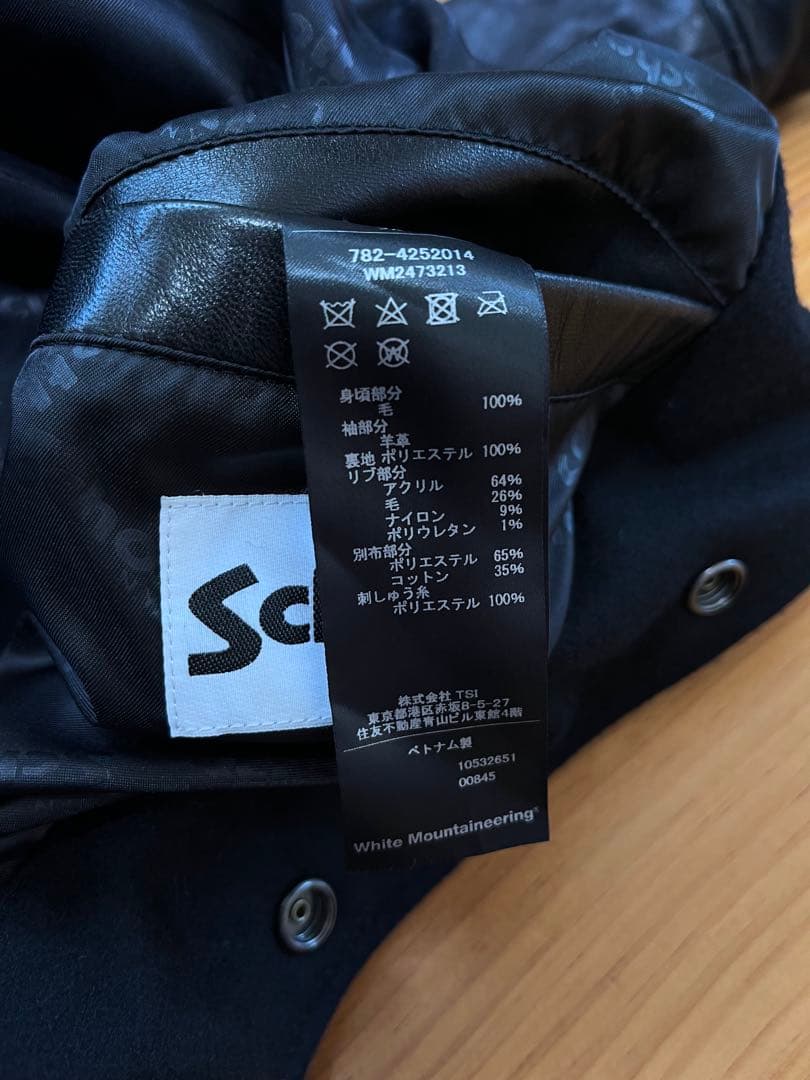 782-4252014
WM2473213
身頃部分
毛 100%
袖部分
羊革
裏地 ポリエステル 100%
リブ部分
アクリル 64%
毛 26%
ナイロン 9%
ポリウレタン 1%
別布部分
ポリエステル 65%
コットン 35%
刺しゅう糸
ポリエステル 100%
Sc
株式会社 TSI
東京都港区赤坂8-5-27
住友不動産青山ビル東館4階
ベトナム製
10532651
00845
White Mountaineering®